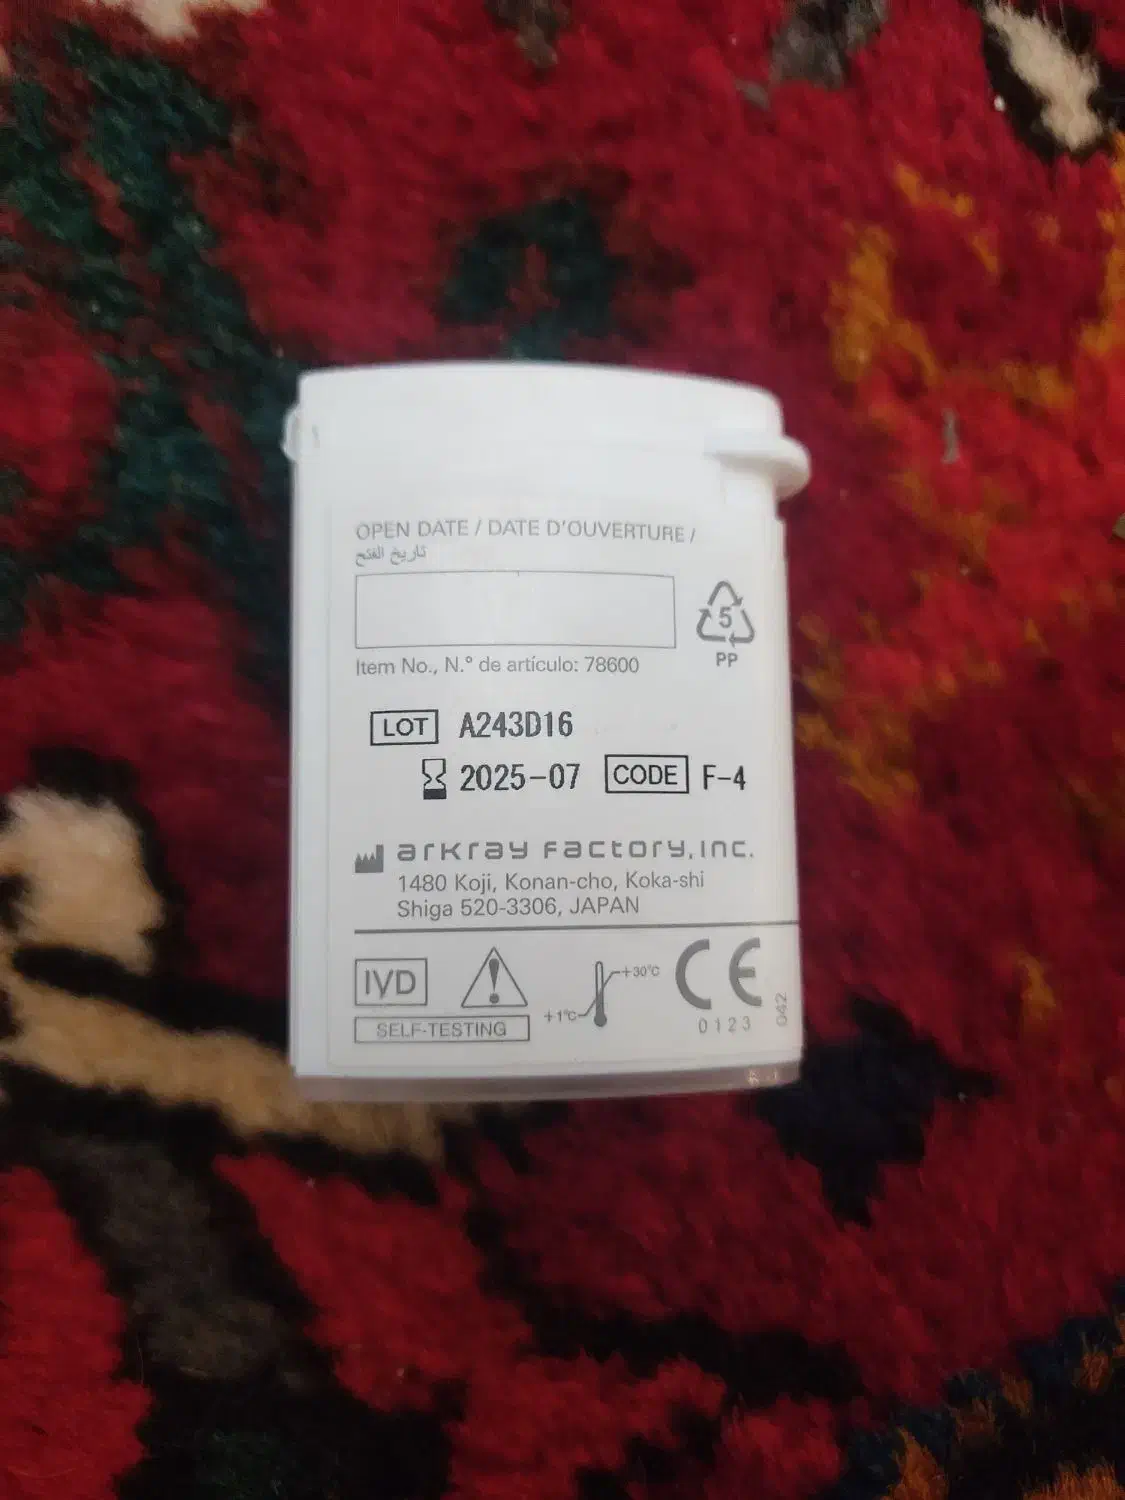 OPEN DATE / DATE D'OUVERTURE /
تاريخ الفتح
5
PP
Item No., N.º de artículo: 78600
LOT A243D16
2025-07 CODE F-4
arkray factory, inc.
1480 Koji, Konan-cho, Koka-shi
Shiga 520-3306, JAPAN
IVD
SELF-TESTING
+1°C
+30°C
CE
0123
042